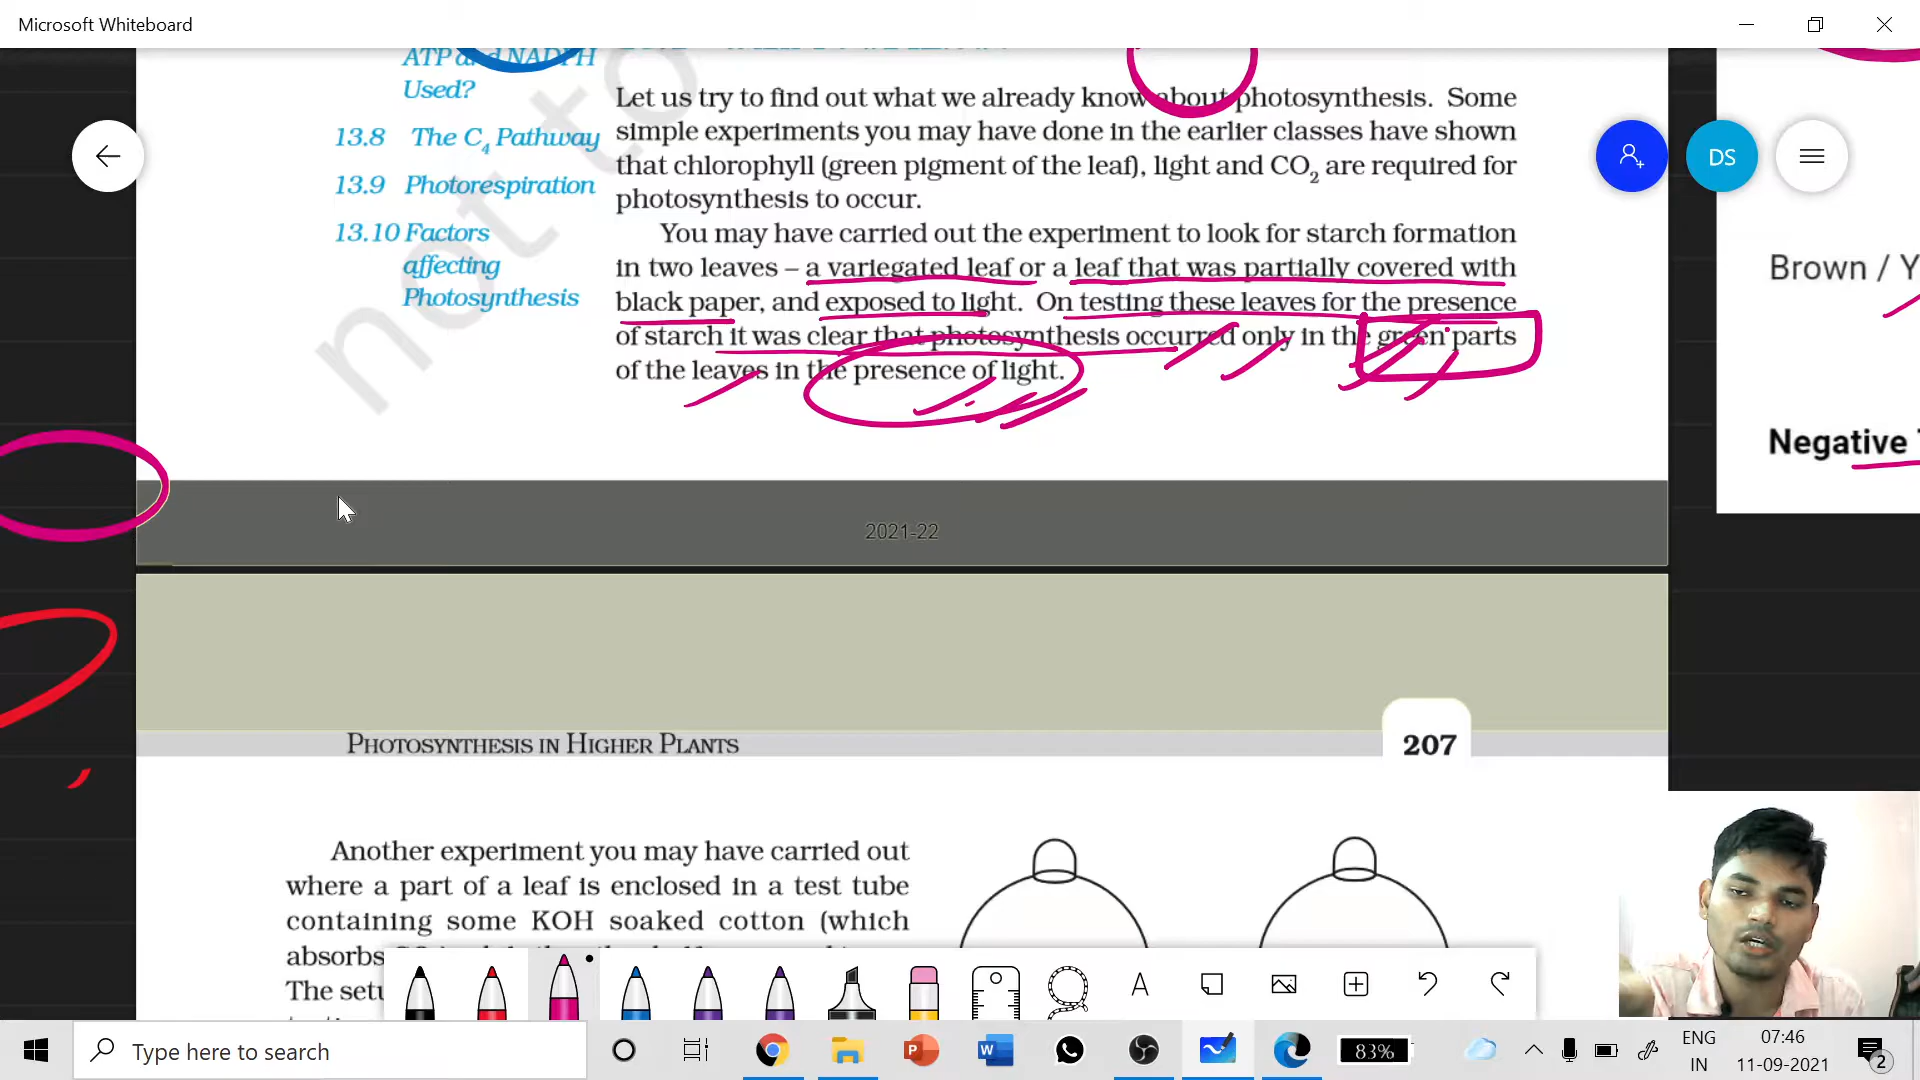 Microsoft Whiteboard
ATP and NADPH
Used?
13.8 The C4 Pathway
13.9 Photorespiration
13.10 Factors
affecting
Photosynthesis
not to
Let us try to find out what we already know about photosynthesis. Some
simple experiments you may have done in the earlier classes have shown
that chlorophyll (green pigment of the leaf), light and CO2 are required for
photosynthesis to occur.
You may have carried out the experiment to look for starch formation
in two leaves – a variegated leaf or a leaf that was partially covered with
black paper, and exposed to light. On testing these leaves for the presence
of starch it was clear that photosynthesis occurred only in the green parts
of the leaves in the presence of light.
DS
Brown / Y
Negative
2021-22
PHOTOSYNTHESIS IN HIGHER PLANTS
207
Another experiment you may have carried out
where a part of a leaf is enclosed in a test tube
containing some KOH soaked cotton (which
absorbs
The setu
A
Type here to search
83%
ENG
IN
07:46
11-09-2021
2